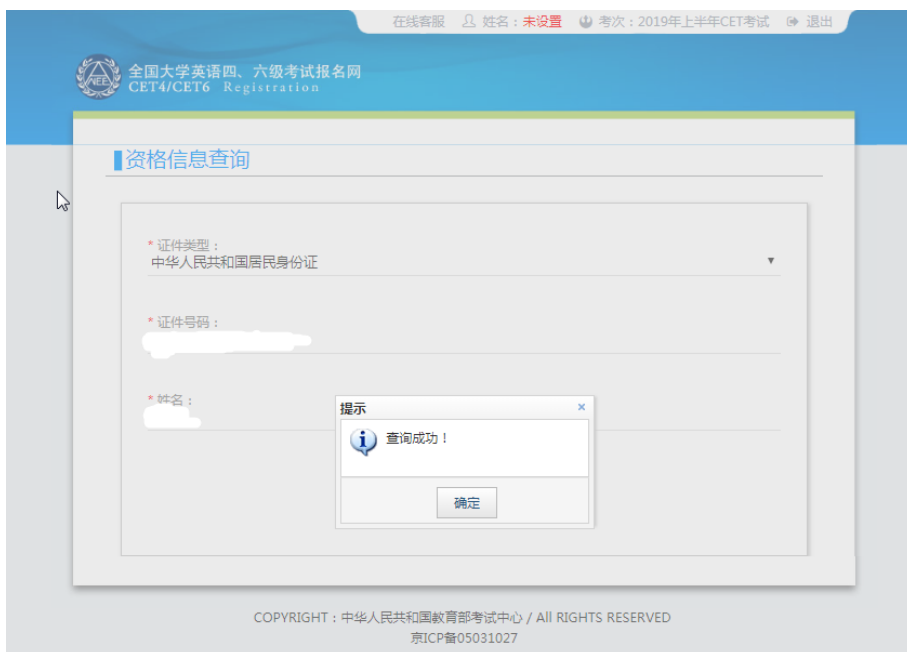 在线客服 姓名：未设置 考次：2019年上半年CET考试 退出
全国大学英语四、六级考试报名网
CET4/CET6 Registration
NEE
资格信息查询
* 证件类型：
中华人民共和国居民身份证
* 证件号码：
* 姓名：
提示
查询成功！
确定
COPYRIGHT：中华人民共和国教育部考试中心 / All RIGHTS RESERVED
京ICP备05031027